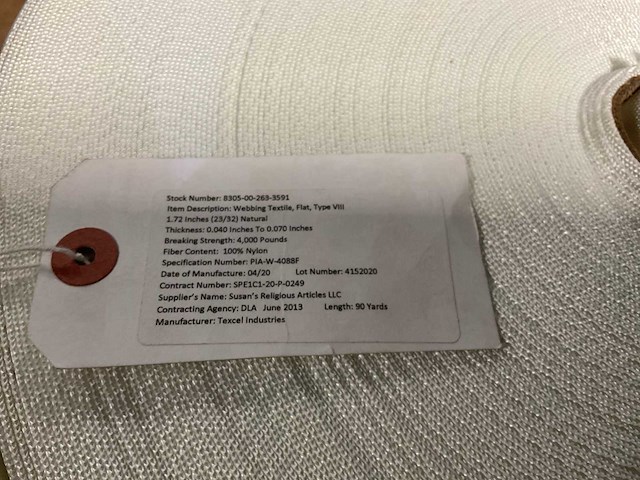 Stock Number: 8305-00-263-3591
Item Description: Webbing Textile, Flat, Type VIII
1.72 Inches (23/32) Natural
Thickness: 0.040 Inches To 0.070 Inches
Breaking Strength: 4,000 Pounds
Fiber Content: 100% Nylon
Specification Number: PIA-W-4088F
Date of Manufacture: 04/20 Lot Number: 4152020
Contract Number: SPE1C1-20-P-0249
Supplier's Name: Susan's Religious Articles LLC
Contracting Agency: DLA June 2013 Length: 90 Yards
Manufacturer: Texcel Industries